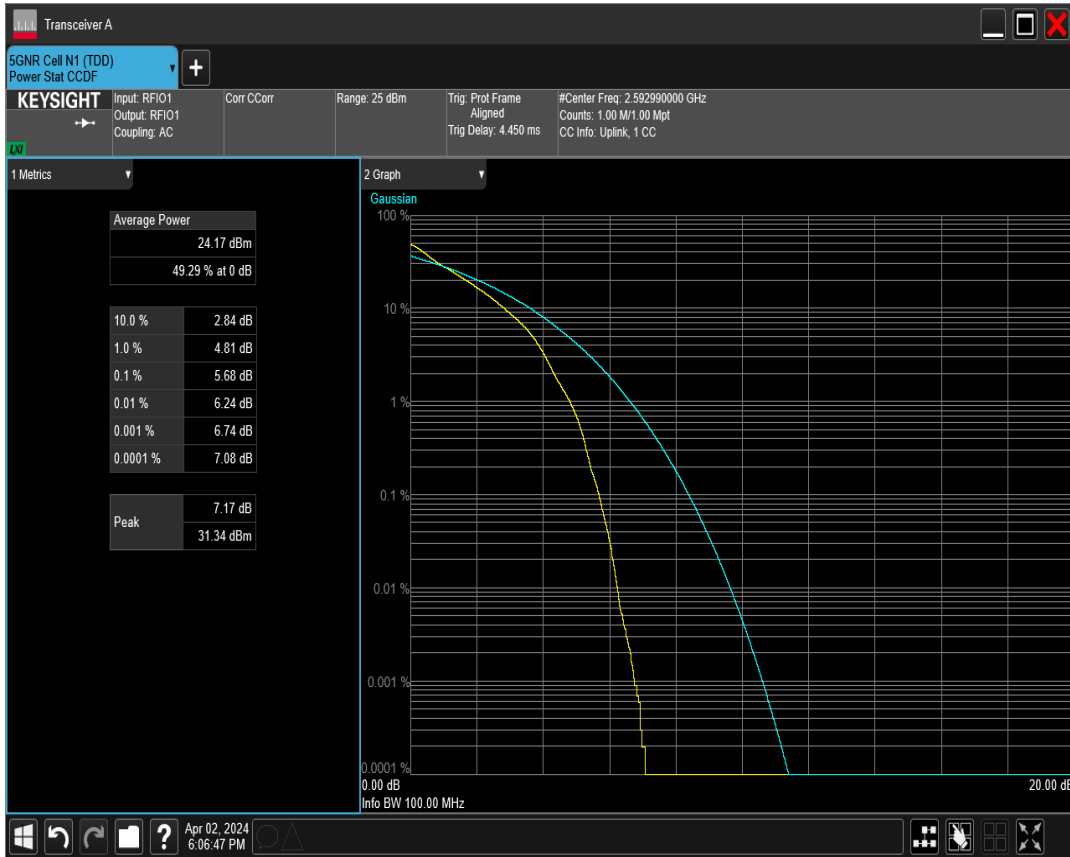 Transceiver A
5GNR Cell N1 (TDD)
Power Stat CCDF
+
KEYSIGHT
LXI
Input: RFIO1
Output: RFIO1
Coupling: AC
Corr CCorr
Range: 25 dBm
Trig: Prot Frame
Aligned
Trig Delay: 4.450 ms
#Center Freq: 2.592990000 GHz
Counts: 1.00 M/1.00 Mpt
CC Info: Uplink, 1 CC
1 Metrics
Average Power
24.17 dBm
49.29 % at 0 dB
10.0 % 2.84 dB
1.0 % 4.81 dB
0.1 % 5.68 dB
0.01 % 6.24 dB
0.001 % 6.74 dB
0.0001 % 7.08 dB
Peak
7.17 dB
31.34 dBm
2 Graph
Gaussian
100 %
10 %
1 %
0.1 %
0.01 %
0.001 %
0.0001 %
0.00 dB 20.00 dB
Info BW 100.00 MHz
?
Apr 02, 2024
6:06:47 PM